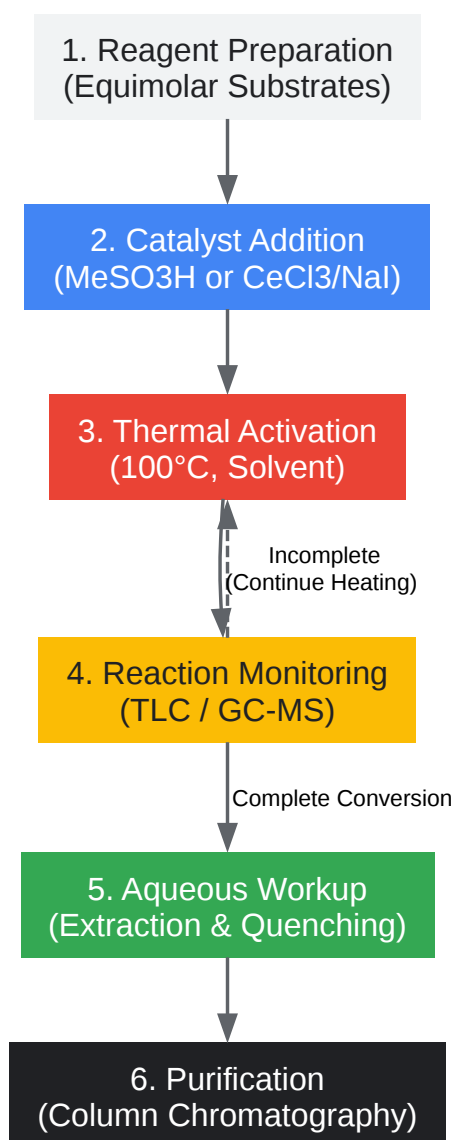 1. Reagent Preparation
(Equimolar Substrates)
2. Catalyst Addition
(MeSO3H or CeCl3/NaI)
3. Thermal Activation
(100°C, Solvent)
Incomplete
(Continue Heating)
4. Reaction Monitoring
(TLC / GC-MS)
Complete Conversion
5. Aqueous Workup
(Extraction & Quenching)
6. Purification
(Column Chromatography)